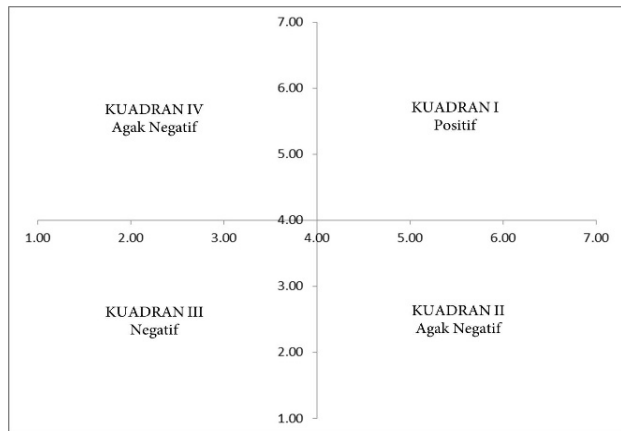 7.00
6.00
KUADRAN IV
KUADRAN I
Agak Negatif
Positif
5.00
4.00
1.00 2.00 3.00 4.00 5.00 6.00 7.00
3.00
KUADRAN III
KUADRAN II
Negatif
Agak Negatif
2.00
1.00